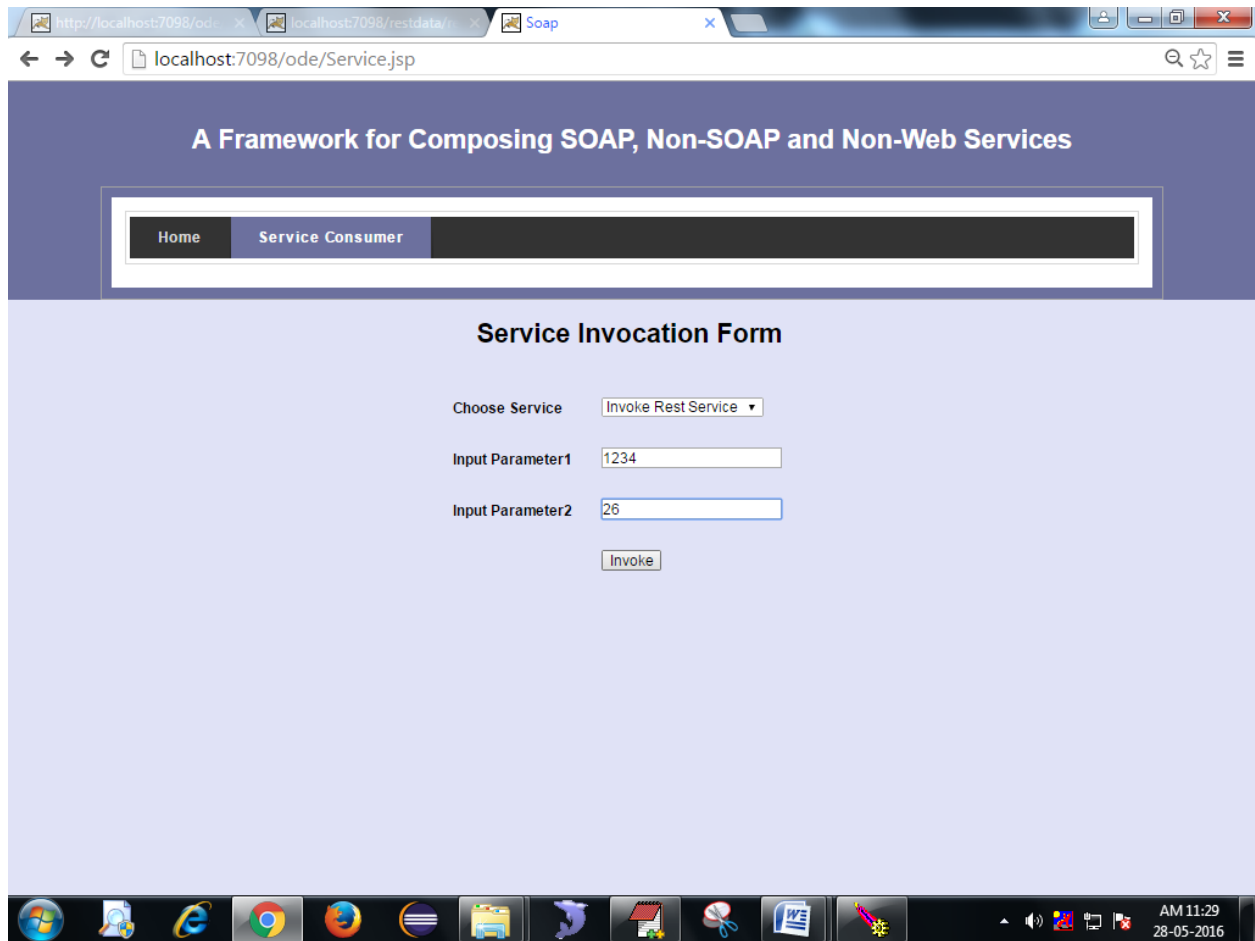 http://localhost:7098/ode
localhost:7098/restdata/r
Soap
localhost:7098/ode/Service.jsp
A Framework for Composing SOAP, Non-SOAP and Non-Web Services
Home
Service Consumer
Service Invocation Form
Choose Service
Invoke Rest Service
Input Parameter1
1234
Input Parameter2
26
Invoke
AM 11:29
28-05-2016